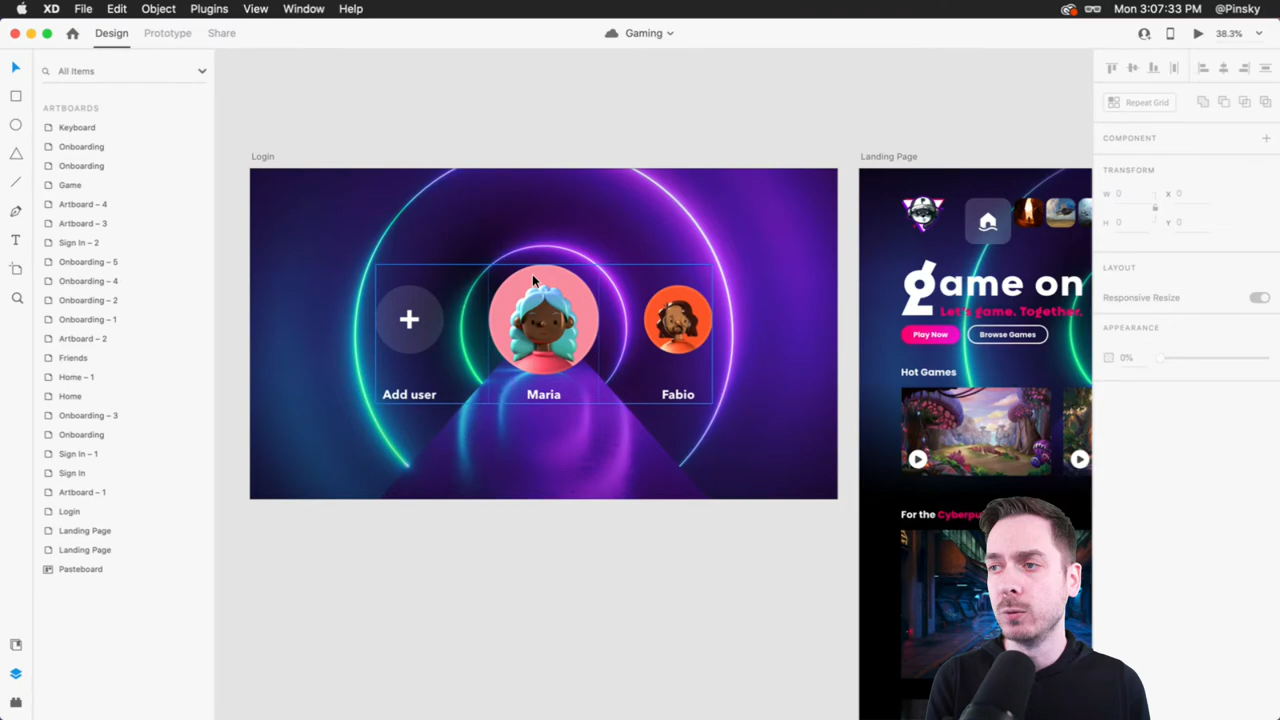 XD File Edit Object Plugins View Window Help
Mon 3:07:33 PM @Pinsky
Design Prototype Share
Gaming
38.3%
All Items
ARTBOARDS
Keyboard
Onboarding
Onboarding
Game
Artboard – 4
Artboard – 3
Sign In – 2
Onboarding – 5
Onboarding – 4
Onboarding – 2
Onboarding – 1
Artboard – 2
Friends
Home – 1
Home
Onboarding – 3
Onboarding
Sign In – 1
Sign In
Artboard – 1
Login
Landing Page
Landing Page
Pasteboard
Login
Add user
Maria
Fabio
Landing Page
game on
Let's game. Together.
Play Now
Browse Games
Hot Games
For the Cyberpu
Repeat Grid
COMPONENT
TRANSFORM
W 0 X 0
H 0 Y 0
LAYOUT
Responsive Resize
APPEARANCE
0%